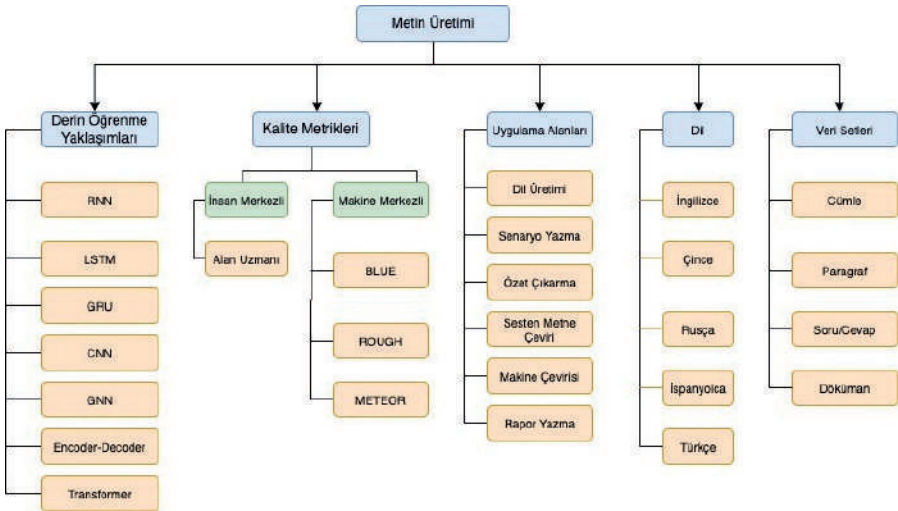 Metin Üretimi
Derin Öğrenme
Yaklaşımları
RNN
LSTM
GRU
CNN
GNN
Encoder-Decoder
Transformer
Kalite Metrikleri
İnsan Merkezli
Alan Uzmanı
Makine Merkezli
BLUE
ROUGH
METEOR
Uygulama Alanları
Dil Üretimi
Senaryo Yazma
Özet Çıkarma
Sesten Metne
Çeviri
Makine Çevirisi
Rapor Yazma
Dil
İngilizce
Çince
Rusça
İspanyolca
Türkçe
Veri Setleri
Cümle
Paragraf
Soru/Cevap
Döküman